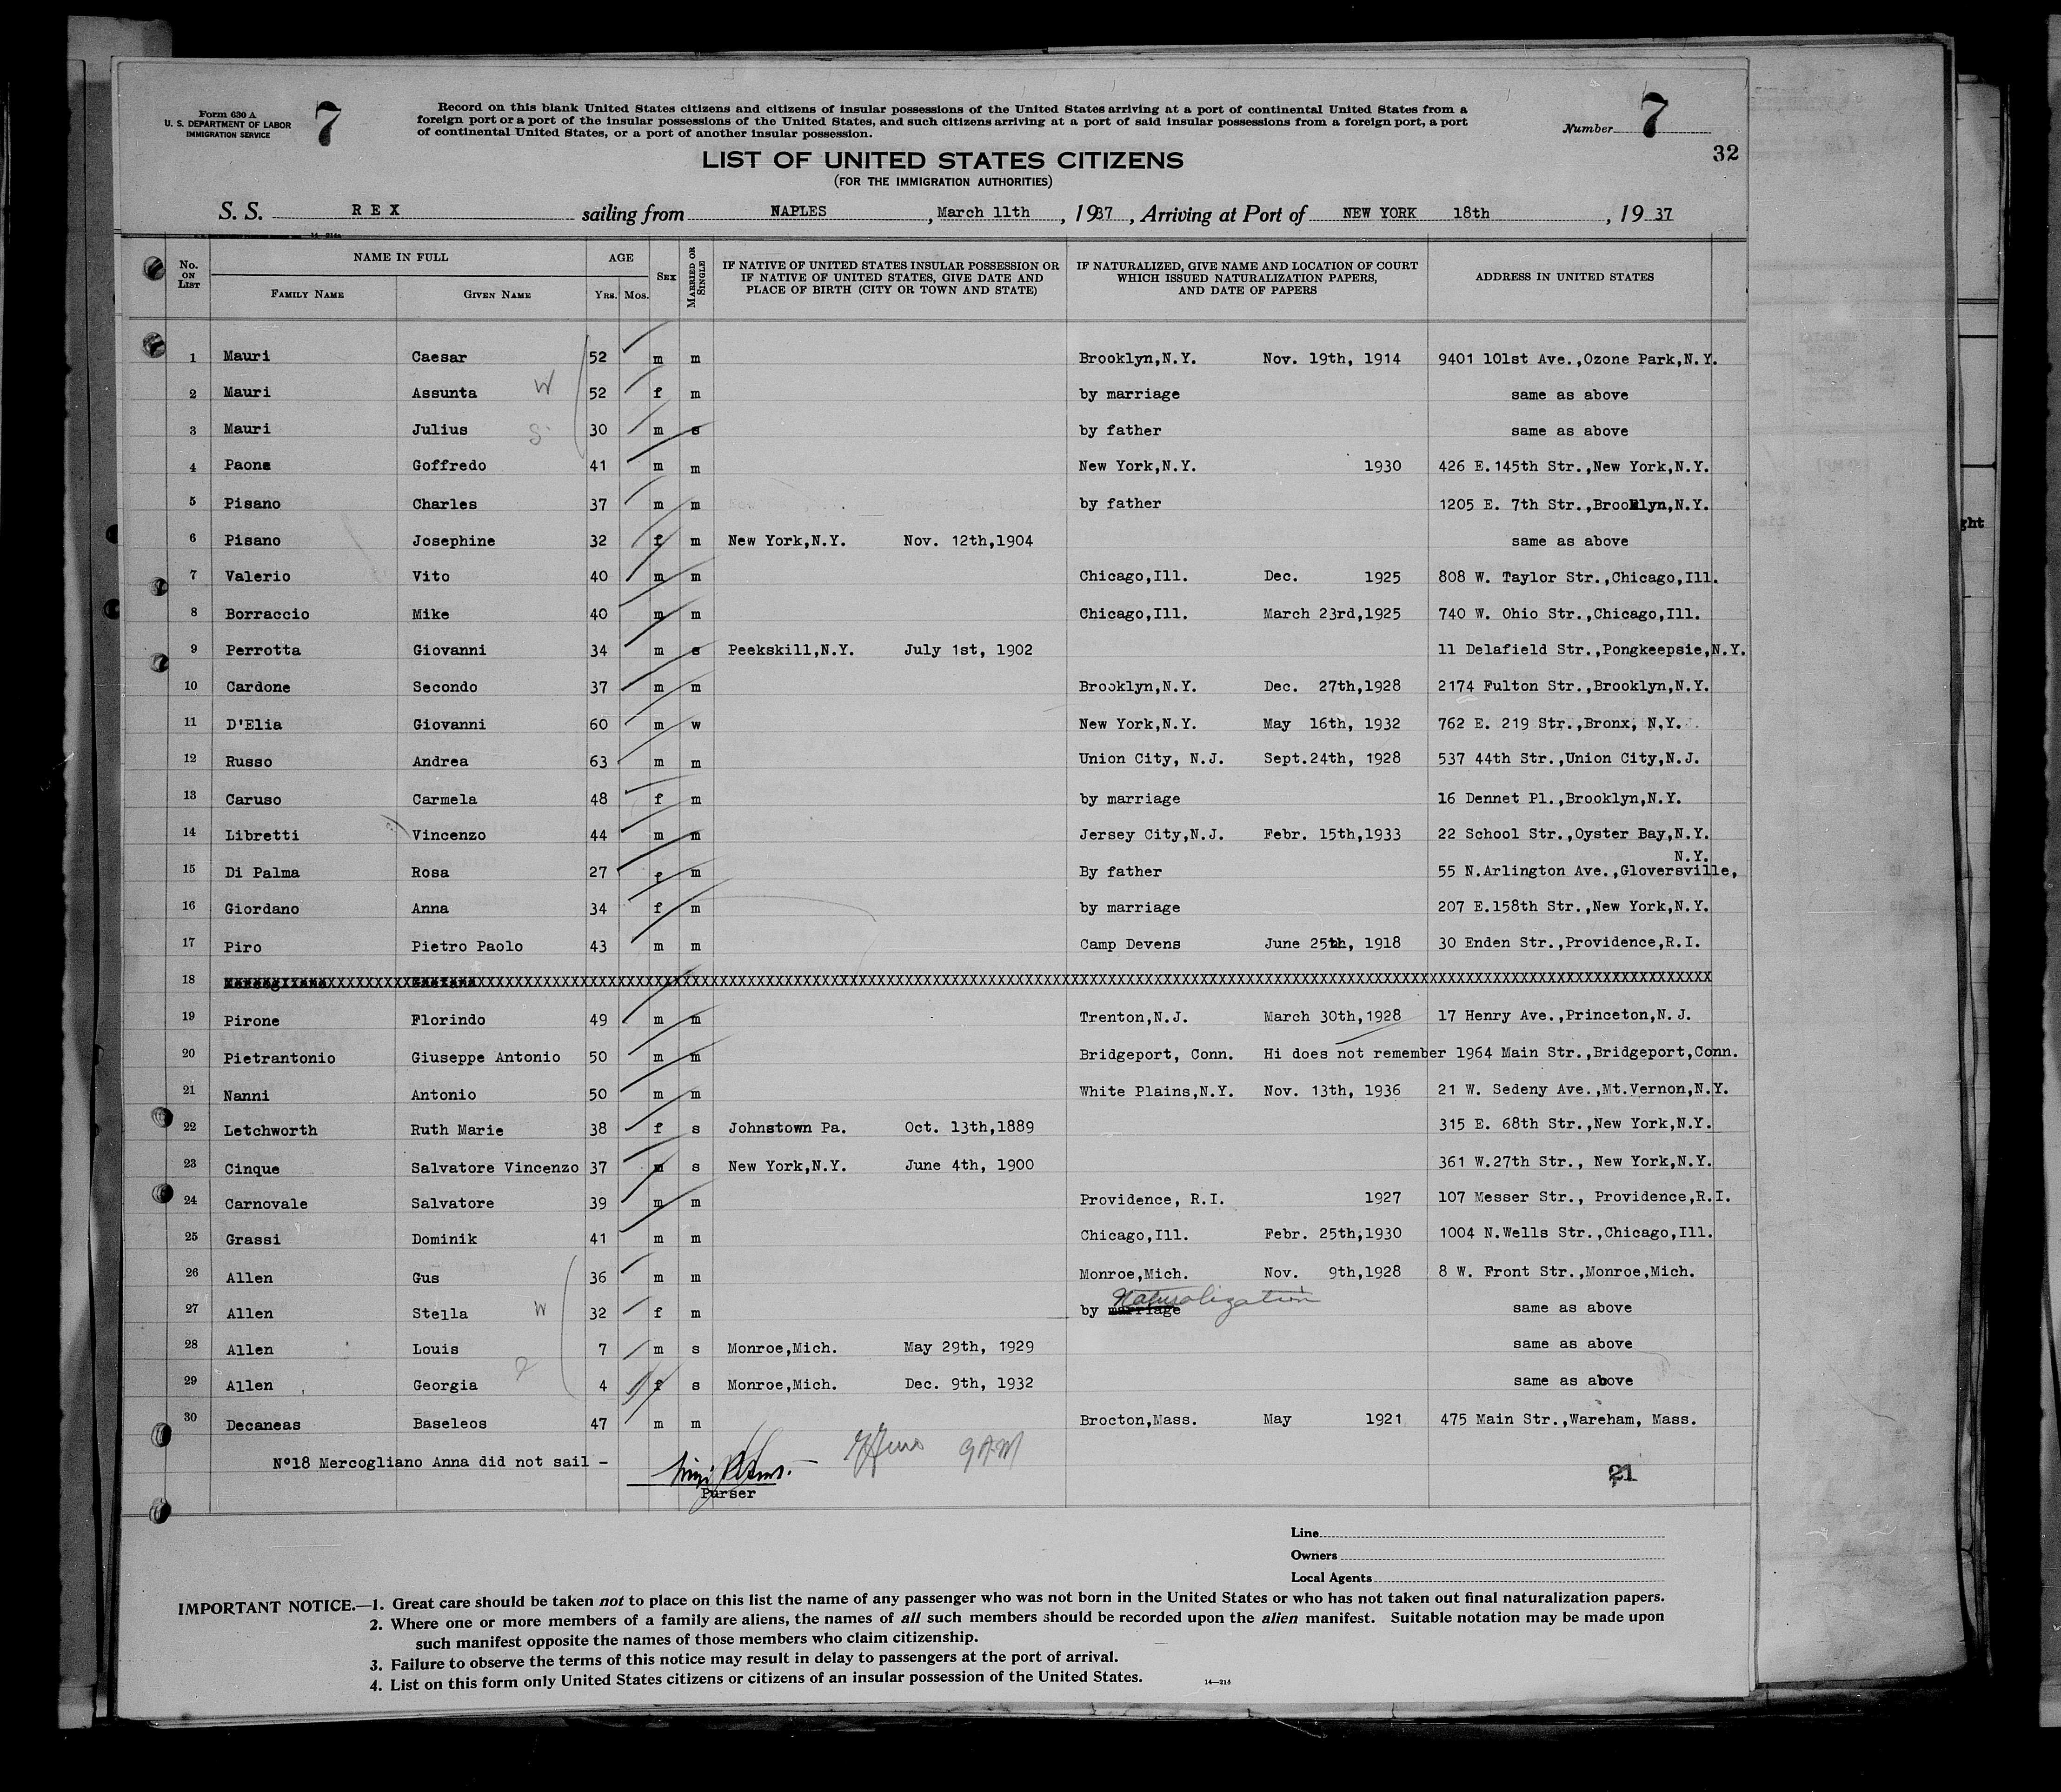 Form 630 A
U. S. DEPARTMENT OF LABOR
IMMIGRATION SERVICE
7
Record on this blank United States citizens and citizens of insular possessions of the United States arriving at a port of continental United States from a
foreign port or a port of the insular possessions of the United States, and such citizens arriving at a port of said insular possessions from a foreign port, a port
of continental United States, or a port of another insular possession.
Number 7
32
LIST OF UNITED STATES CITIZENS
(FOR THE IMMIGRATION AUTHORITIES)
S. S. REX sailing from NAPLES, March 11th, 1937, Arriving at Port of NEW YORK 18th, 19 37
No. ON LIST NAME IN FULL FAMILY NAME GIVEN NAME AGE YRS. MOS. SEX MARRIED OR SINGLE IF NATIVE OF UNITED STATES INSULAR POSSESSION OR IF NATIVE OF UNITED STATES, GIVE DATE AND PLACE OF BIRTH (CITY OR TOWN AND STATE) IF NATURALIZED, GIVE NAME AND LOCATION OF COURT WHICH ISSUED NATURALIZATION PAPERS, AND DATE OF PAPERS ADDRESS IN UNITED STATES
1 Mauri Caesar 52 m m Brooklyn,N.Y. Nov. 19th, 1914 9401 101st Ave.,Ozone Park,N.Y.
2 Mauri Assunta W 52 f m by marriage same as above
3 Mauri Julius S 30 m s by father same as above
4 Paone Goffredo 41 m m New York,N.Y. 1930 426 E.145th Str.,New York,N.Y.
5 Pisano Charles 37 m m by father 1205 E. 7th Str.,Brooklyn,N.Y.
6 Pisano Josephine 32 f m New York,N.Y. Nov. 12th,1904 same as above
7 Valerio Vito 40 m m Chicago,Ill. Dec. 1925 808 W. Taylor Str.,Chicago,Ill.
8 Borraccio Mike 40 m m Chicago,Ill. March 23rd,1925 740 W. Ohio Str.,Chicago,Ill.
9 Perrotta Giovanni 34 m s Peekskill,N.Y. July 1st, 1902 11 Delafield Str.,Pongkeepsie,N.Y.
10 Cardone Secondo 37 m m Brooklyn,N.Y. Dec. 27th,1928 2174 Fulton Str.,Brooklyn,N.Y.
11 D'Elia Giovanni 60 m w New York,N.Y. May 16th, 1932 762 E. 219 Str.,Bronx, N.Y.
12 Russo Andrea 63 m m Union City, N.J. Sept.24th, 1928 537 44th Str.,Union City,N.J.
13 Caruso Carmela 48 f m by marriage 16 Dennet Pl.,Brooklyn,N.Y.
14 Libretti Vincenzo 44 m m Jersey City,N.J. Febr. 15th,1933 22 School Str.,Oyster Bay,N.Y.
N.Y.
15 Di Palma Rosa 27 f m By father 55 N.Arlington Ave.,Gloversville,
16 Giordano Anna 34 f m by marriage 207 E.158th Str.,New York,N.Y.
17 Piro Pietro Paolo 43 m m Camp Devens June 25th, 1918 30 Enden Str.,Providence,R.I.
18 Mercogliano
19 Pirone Florindo 49 m m Trenton,N.J. March 30th,1928 17 Henry Ave.,Princeton,N.J.
20 Pietrantonio Giuseppe Antonio 50 m m Bridgeport, Conn. Hi does not remember 1964 Main Str.,Bridgeport,Conn.
21 Nanni Antonio 50 m m White Plains,N.Y. Nov. 13th, 1936 21 W. Sedeny Ave.,Mt.Vernon,N.Y.
22 Letchworth Ruth Marie 38 f s Johnstown Pa. Oct. 13th,1889 315 E. 68th Str.,New York,N.Y.
23 Cinque Salvatore Vincenzo 37 m s New York,N.Y. June 4th, 1900 361 W.27th Str., New York,N.Y.
24 Carnovale Salvatore 39 m m Providence, R.I. 1927 107 Messer Str., Providence,R.I.
25 Grassi Dominik 41 m m Chicago,Ill. Febr. 25th,1930 1004 N.Wells Str.,Chicago,Ill.
26 Allen Gus 36 m m Monroe,Mich. Nov. 9th,1928 8 W. Front Str.,Monroe,Mich.
27 Allen Stella W 32 f m by marriage Naturalization same as above
28 Allen Louis 7 m s Monroe,Mich. May 29th, 1929 same as above
29 Allen Georgia 4 f s Monroe,Mich. Dec. 9th, 1932 same as above
30 Decaneas Baseleos 47 m m Brocton,Mass. May 1921 475 Main Str.,Wareham, Mass.
N°18 Mercogliano Anna did not sail -
GAM
Purser
21
Line
Owners
Local Agents
IMPORTANT NOTICE.—1. Great care should be taken not to place on this list the name of any passenger who was not born in the United States or who has not taken out final naturalization papers.
2. Where one or more members of a family are aliens, the names of all such members should be recorded upon the alien manifest. Suitable notation may be made upon
such manifest opposite the names of those members who claim citizenship.
3. Failure to observe the terms of this notice may result in delay to passengers at the port of arrival.
4. List on this form only United States citizens or citizens of an insular possession of the United States.
14—214